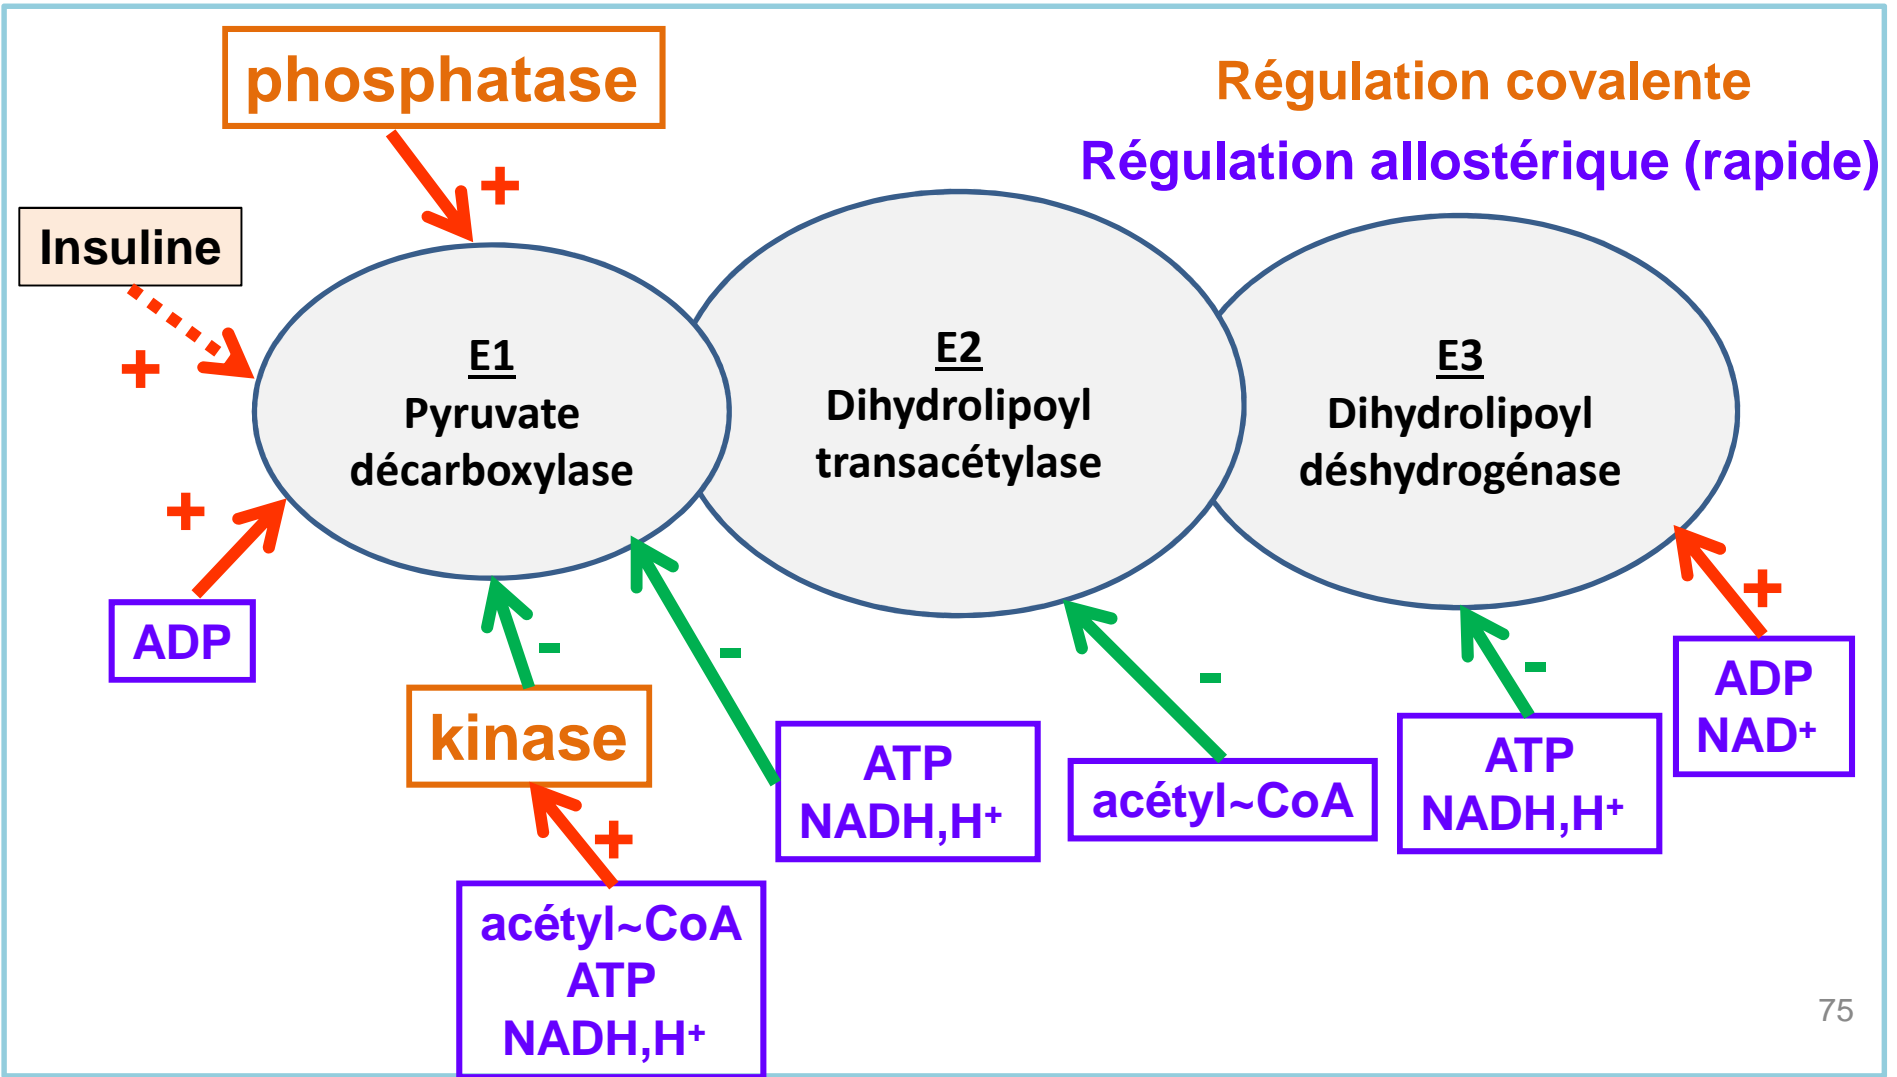 phosphatase
Régulation covalente
Régulation allostérique (rapide)
+
Insuline
+
E1
Pyruvate
décarboxylase
E2
Dihydrolipoyl
transacétylase
E3
Dihydrolipoyl
déshydrogénase
+
ADP
-
-
-
-
+
kinase
ATP
NADH,H+
acétyl~CoA
ATP
NADH,H+
ADP
NAD+
+
acétyl~CoA
ATP
NADH,H+
75